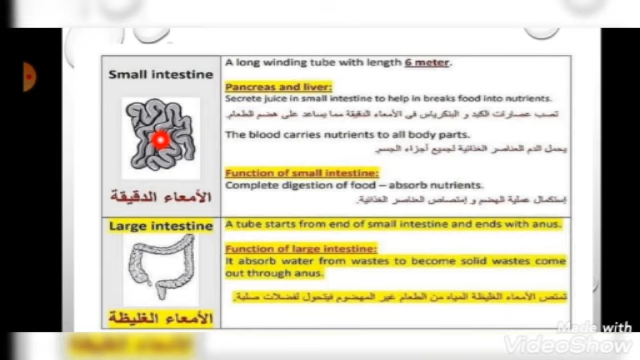 Small intestine
الأمعاء الدقيقة
A long winding tube with length 6 meter.
Pancreas and liver:
Secrete juice in small intestine to help in breaks food into nutrients.
تصب عصارات الكبد و البنكرياس في الأمعاء الدقيقة مما يساعد على هضم الطعام.
The blood carries nutrients to all body parts.
يحمل الدم العناصر الغذائية لجميع أجزاء الجسم.
Function of small intestine:
Complete digestion of food – absorb nutrients.
إستكمال عملية الهضم و إمتصاص العناصر الغذائية.
Large intestine
الأمعاء الغليظة
A tube starts from end of small intestine and ends with anus.
Function of large intestine:
It absorb water from wastes to become solid wastes come
out through anus.
تمتص الأمعاء الغليظة المياه من الطعام غير المهضوم فيتحول لفضلات صلبة.
Made with
VideoShow